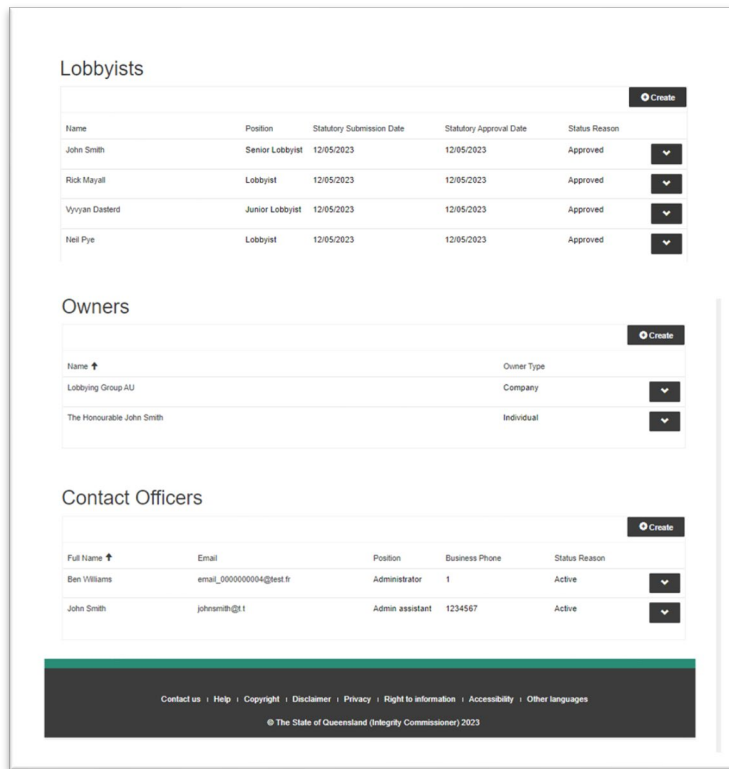 Lobbyists
Create
Name Position Statutory Submission Date Statutory Approval Date Status Reason
John Smith Senior Lobbyist 12/05/2023 12/05/2023 Approved
Rick Mayall Lobbyist 12/05/2023 12/05/2023 Approved
Vyvyan Dasterd Junior Lobbyist 12/05/2023 12/05/2023 Approved
Neil Pye Lobbyist 12/05/2023 12/05/2023 Approved
Owners
Create
Name Owner Type
Lobbying Group AU Company
The Honourable John Smith Individual
Contact Officers
Create
Full Name Email Position Business Phone Status Reason
Ben Williams email_0000000004@test.fr Administrator 1 Active
John Smith johnsmith@t.t Admin assistant 1234567 Active
Contact us | Help | Copyright | Disclaimer | Privacy | Right to information | Accessibility | Other languages
© The State of Queensland (Integrity Commissioner) 2023